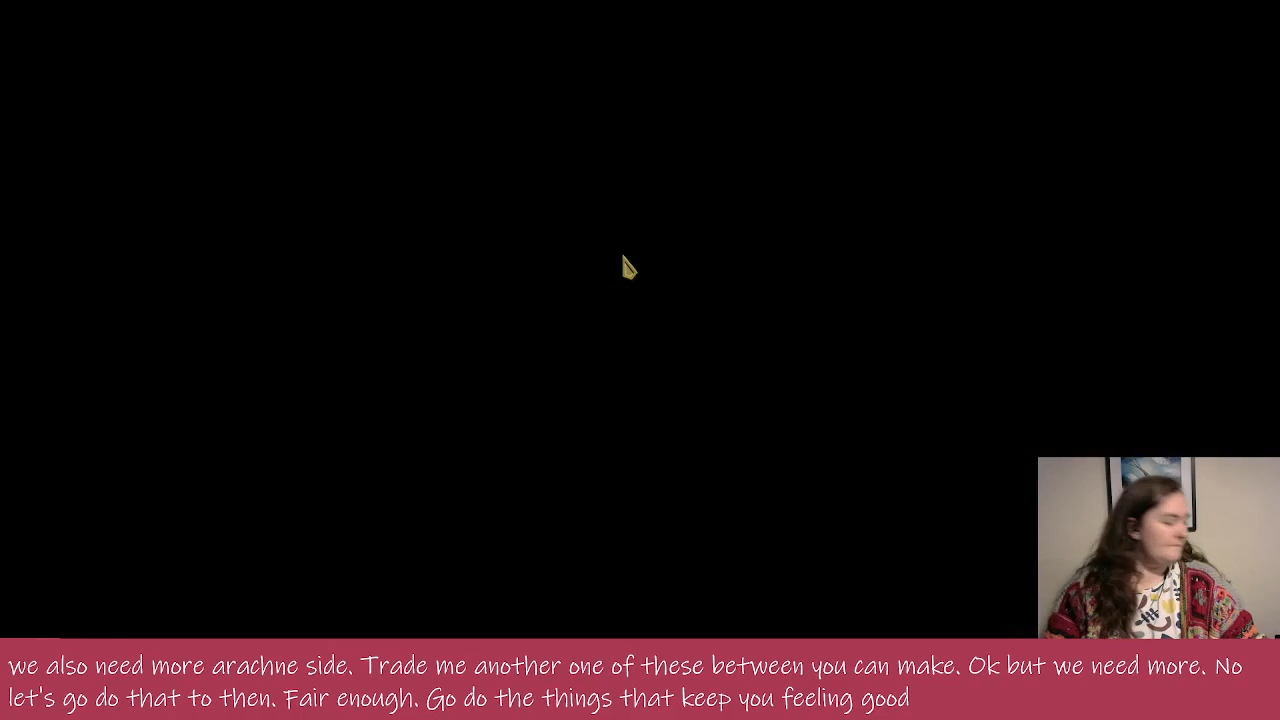 we also need more arachne side. Trade me another one of these between you can make. Ok but we need more. No
let's go do that to then. Fair enough. Go do the things that keep you feeling good